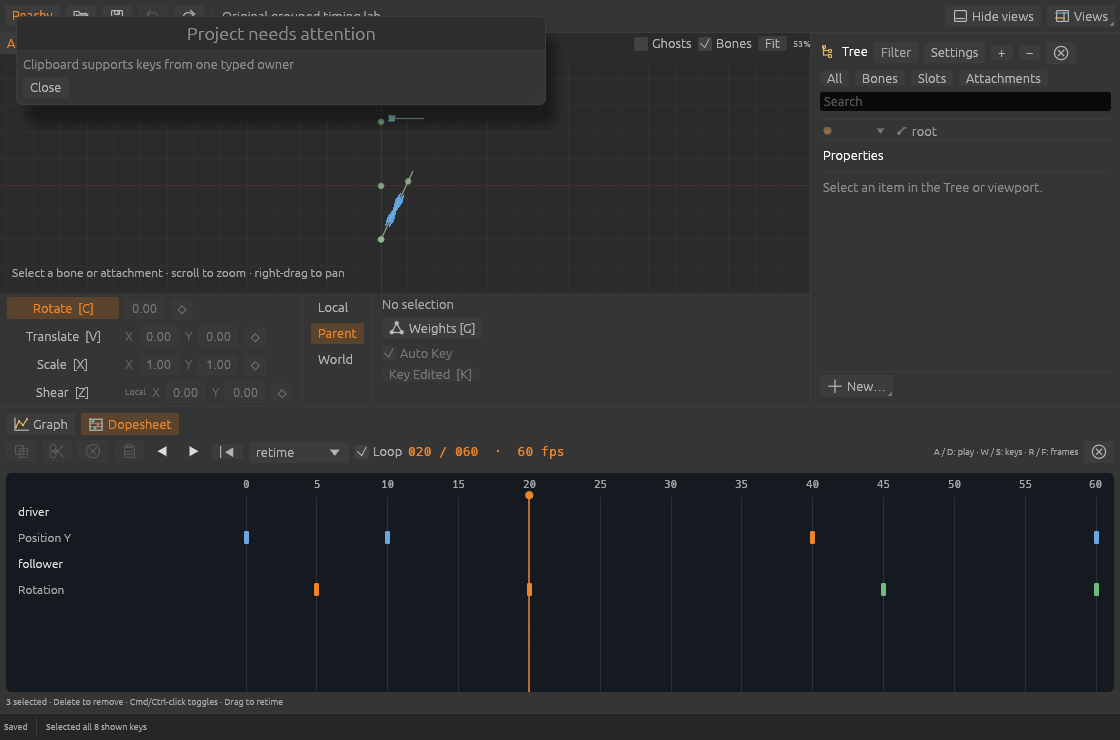 Peachy
Original grouped timing lab
Hide views
Views
Project needs attention
Clipboard supports keys from one typed owner
Close
A
Ghosts
Bones
Fit
53%
Tree
Filter
Settings
+
−
All
Bones
Slots
Attachments
Search
root
Properties
Select an item in the Tree or viewport.
Select a bone or attachment · scroll to zoom · right-drag to pan
Rotate [C]
0.00
Translate [V]
X 0.00 Y 0.00
Scale [X]
X 1.00 Y 1.00
Shear [Z]
Local X 0.00 Y 0.00
Local
Parent
World
No selection
Weights [G]
Auto Key
Key Edited [K]
New...
Graph
Dopesheet
retime
Loop
020 / 060 · 60 fps
A / D: play · W / S: keys · R / F: frames
0 5 10 15 20 25 30 35 40 45 50 55 60
driver
Position Y
follower
Rotation
3 selected · Delete to remove · Cmd/Ctrl-click toggles · Drag to retime
Saved
Selected all 8 shown keys